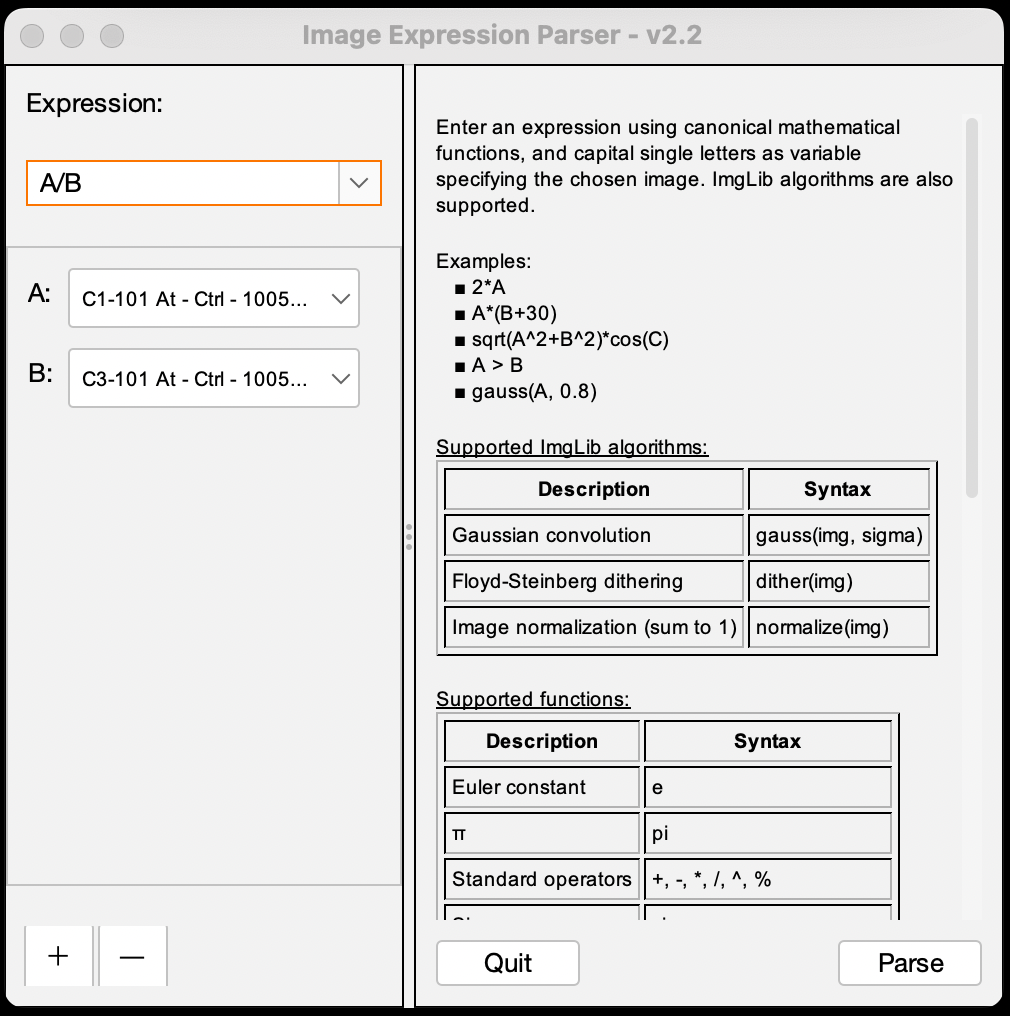 Image Expression Parser - v2.2
Expression:
A/B
A: C1-101 At - Ctrl - 1005...
B: C3-101 At - Ctrl - 1005...
+ —
Enter an expression using canonical mathematical
functions, and capital single letters as variable
specifying the chosen image. ImgLib algorithms are also
supported.
Examples:
■ 2*A
■ A*(B+30)
■ sqrt(A^2+B^2)*cos(C)
■ A > B
■ gauss(A, 0.8)
Supported ImgLib algorithms:
Description Syntax
Gaussian convolution gauss(img, sigma)
Floyd-Steinberg dithering dither(img)
Image normalization (sum to 1) normalize(img)
Supported functions:
Description Syntax
Euler constant e
π pi
Standard operators +, -, *, /, ^, %
Quit Parse